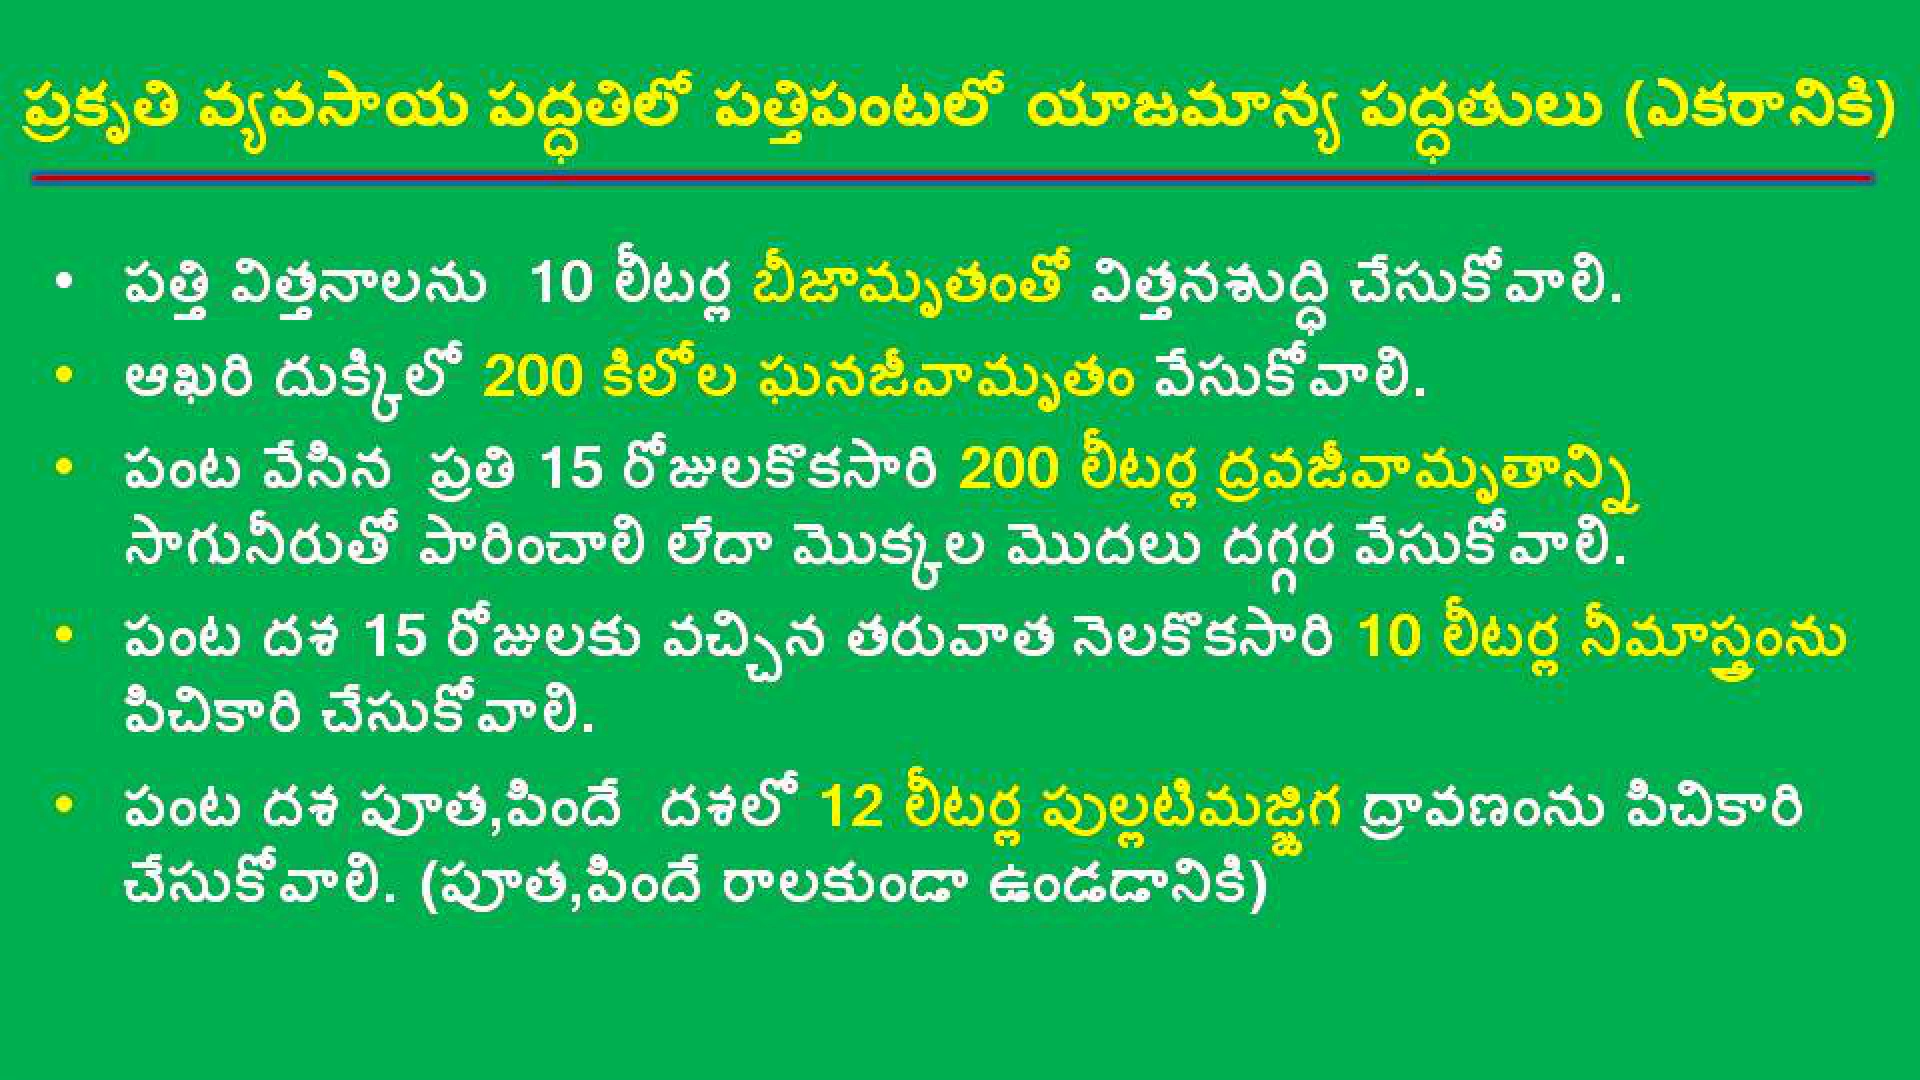 ప్రకృతి వ్యవసాయ పద్ధతిలో పత్తిపంటలో యాజమాన్య పద్ధతులు (ఎకరానికి)
• పత్తి విత్తనాలను 10 లీటర్ల బీజామృతంతో విత్తనశుద్ధి చేసుకోవాలి.
• ఆఖరి దుక్కిలో 200 కిలోల ఘనజీవామృతం వేసుకోవాలి.
• పంట వేసిన ప్రతి 15 రోజులకొకసారి 200 లీటర్ల ద్రవజీవామృతాన్ని
సాగునీరుతో పారించాలి లేదా మొక్కల మొదలు దగ్గర వేసుకోవాలి.
• పంట దశ 15 రోజులకు వచ్చిన తరువాత నెలకొకసారి 10 లీటర్ల నీమాస్త్రంను
పిచికారి చేసుకోవాలి.
• పంట దశ పూత,పిందే దశలో 12 లీటర్ల పుల్లటిమజ్జిగ ద్రావణంను పిచికారి
చేసుకోవాలి. (పూత,పిందే రాలకుండా ఉండడానికి)